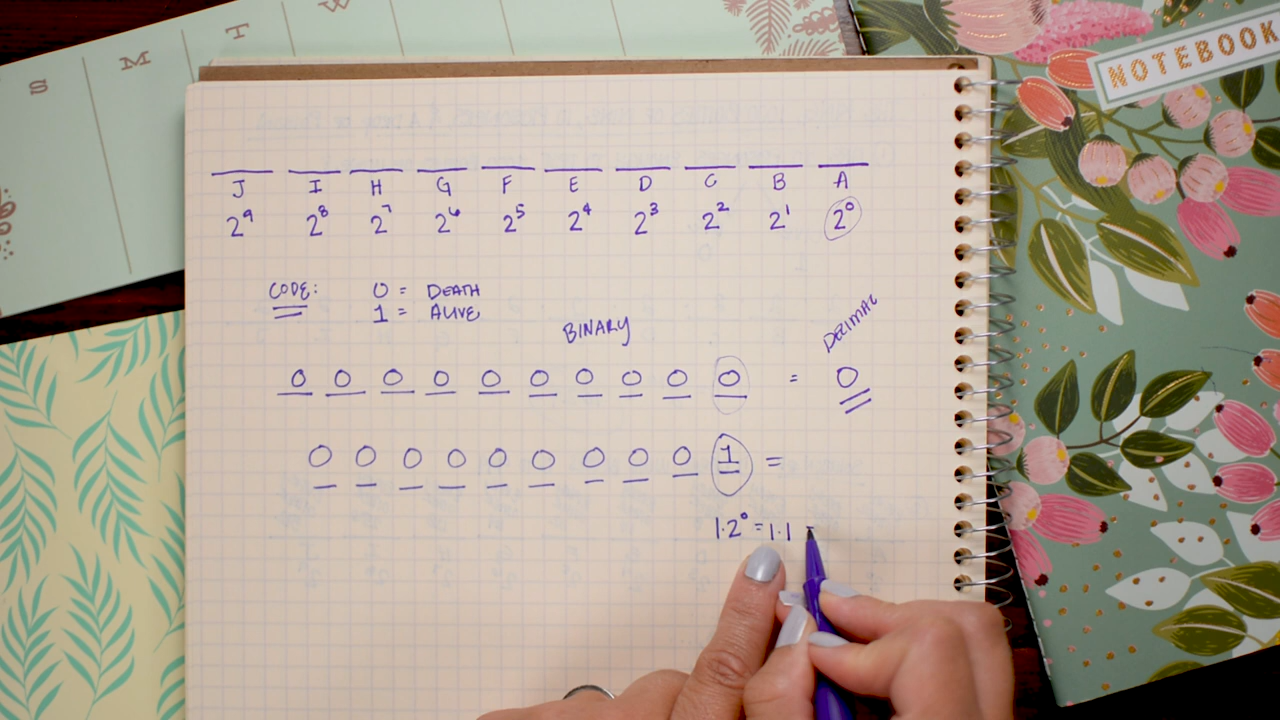 S M T W
NOTEBOOK
J I H G F E D C B A
2⁹ 2⁸ 2⁷ 2⁶ 2⁵ 2⁴ 2³ 2² 2¹ 2⁰
CODE: 0 = DEATH
1 = ALIVE
BINARY
DECIMAL
0 0 0 0 0 0 0 0 0 0 = 0
0 0 0 0 0 0 0 0 0 1 =
1·2⁰ = 1·1 =